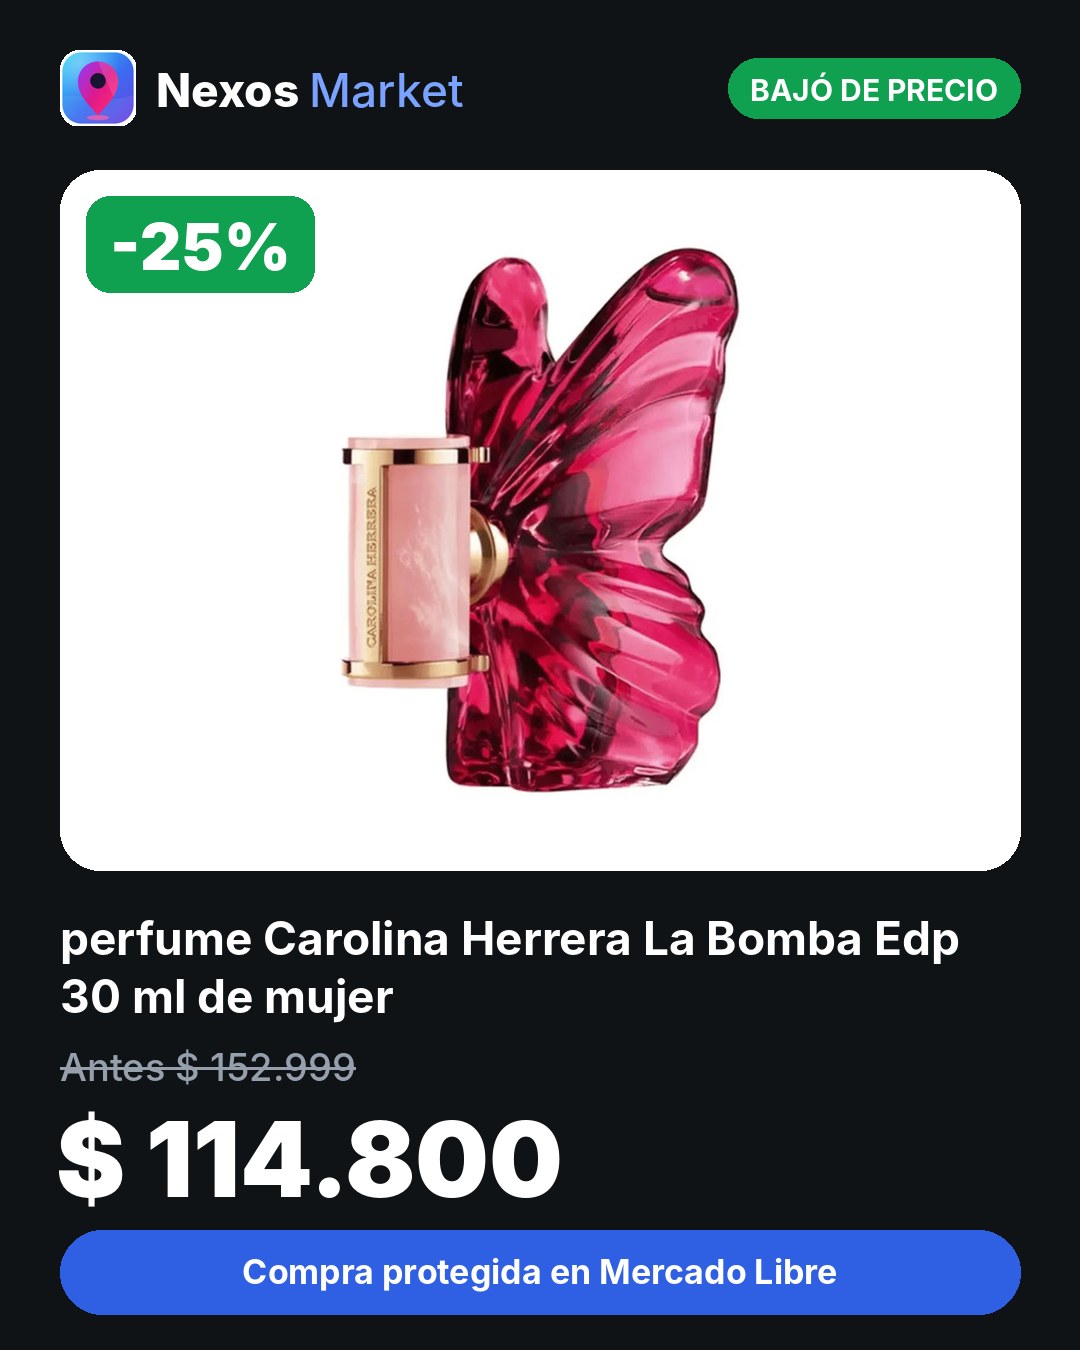 Nexos Market
BAJÓ DE PRECIO
-25%
CAROLINA HERRERA
perfume Carolina Herrera La Bomba Edp
30 ml de mujer
Antes $ 152.999
$ 114.800
Compra protegida en Mercado Libre